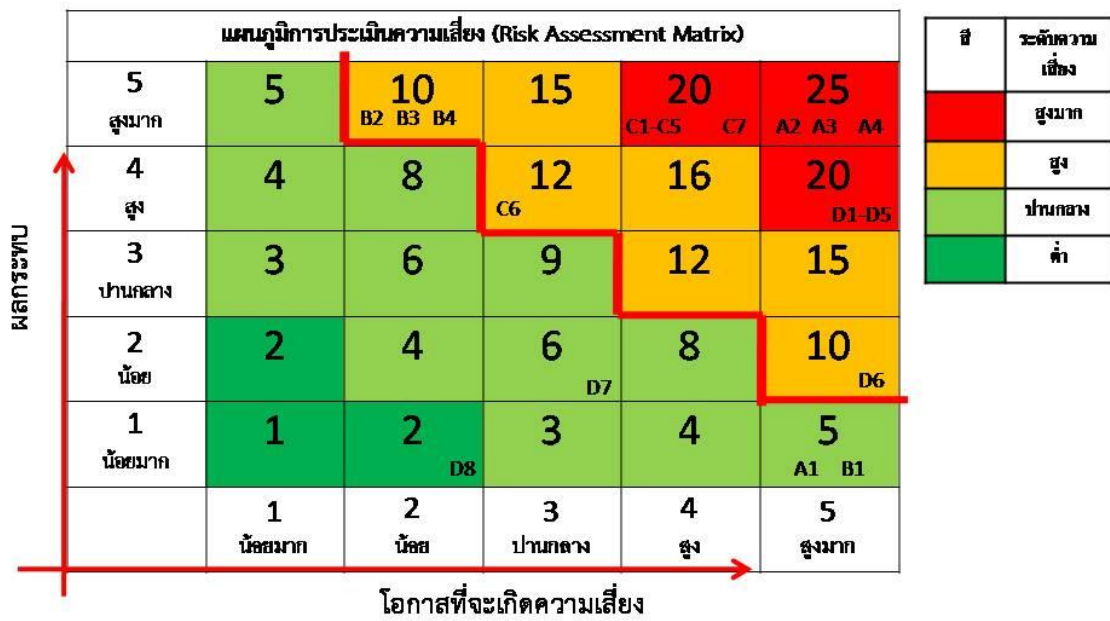 แผนภูมิการประเมินความเสี่ยง (Risk Assessment Matrix)
5
สูงมาก
5
10
B2 B3 B4
15
20
C1-C5 C7
25
A2 A3 A4
4
สูง
4
8
12
C6
16
20
D1-D5
3
ปานกลาง
3
6
9
12
15
2
น้อย
2
4
6
D7
8
10
D6
1
น้อยมาก
1
2
D8
3
4
5
A1 B1
1
น้อยมาก
2
น้อย
3
ปานกลาง
4
สูง
5
สูงมาก
ผลกระทบ
โอกาสที่จะเกิดความเสี่ยง
สี
ระดับความ
เสี่ยง
สูงมาก
สูง
ปานกลาง
ต่ำ